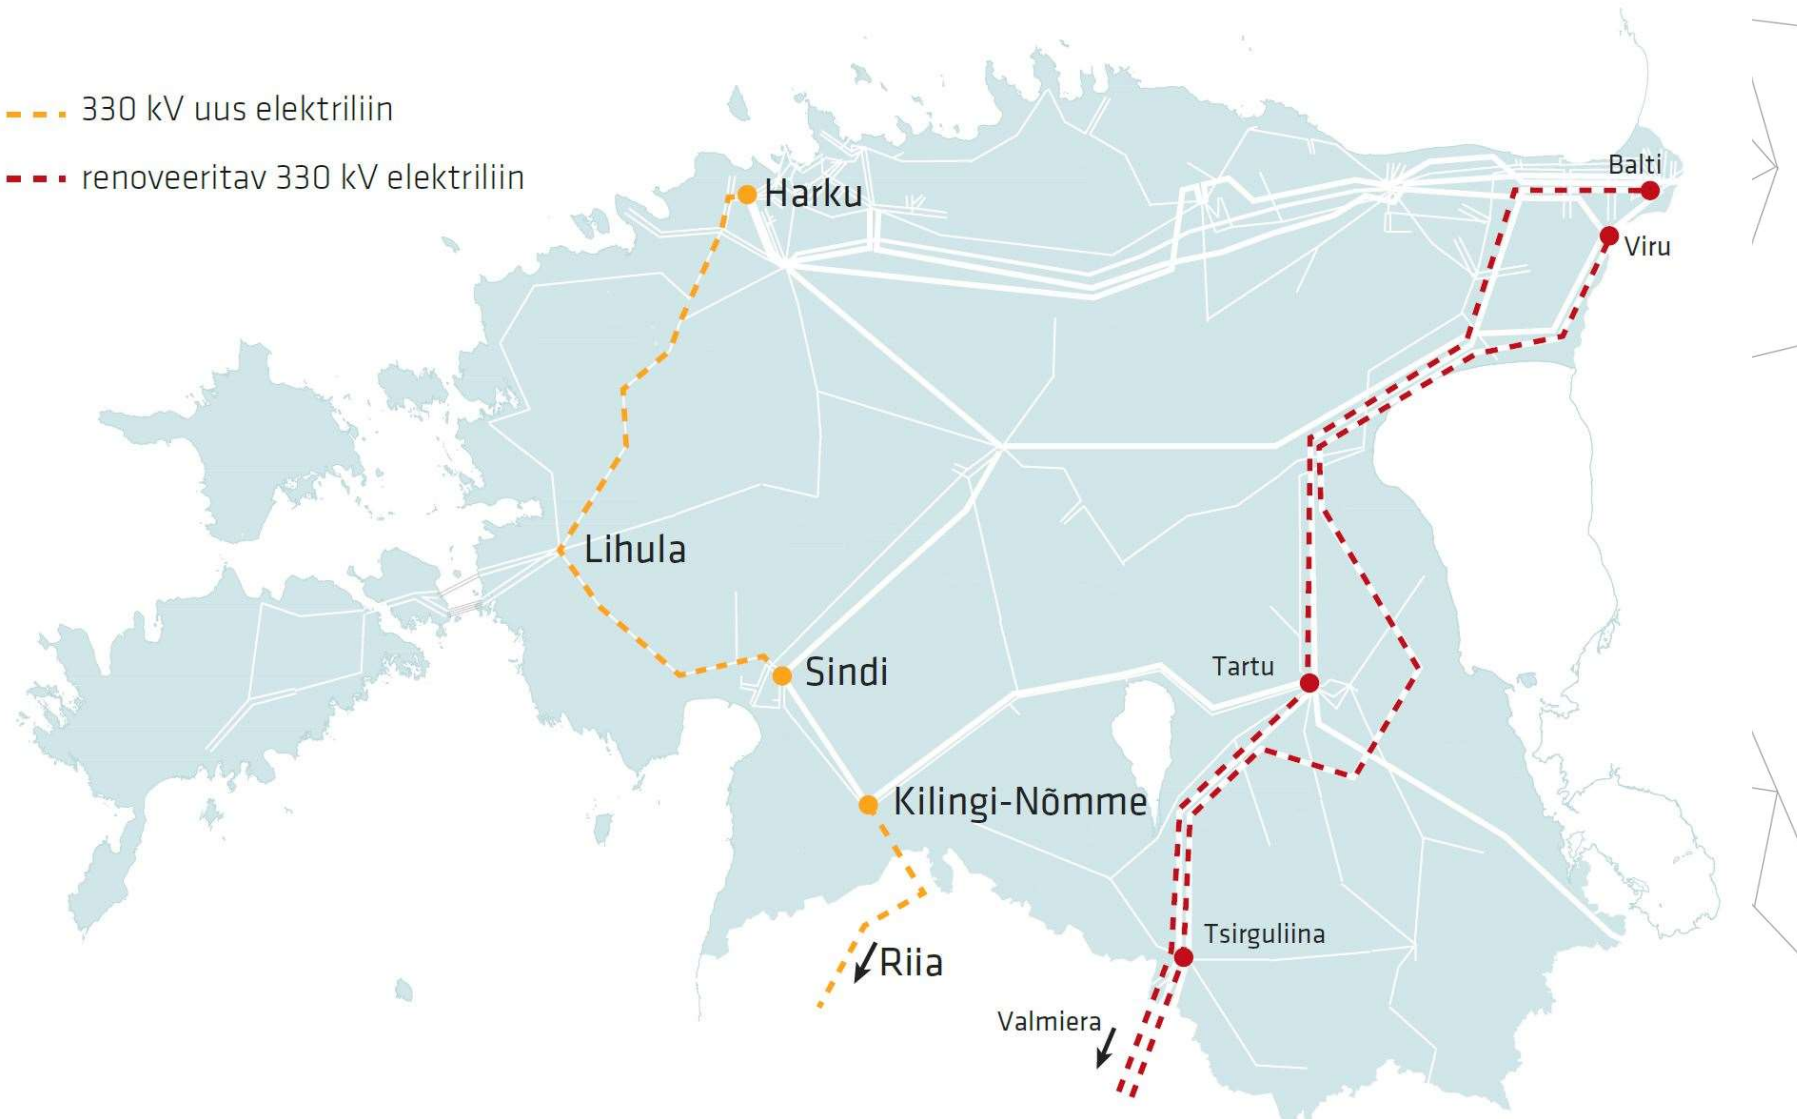 330 kV uus elektriliin
renoveeritav 330 kV elektriliin
Harku
Balti
Viru
Lihula
Sindi
Tartu
Kilingi-Nõmme
Tsirguliina
Riia
Valmiera